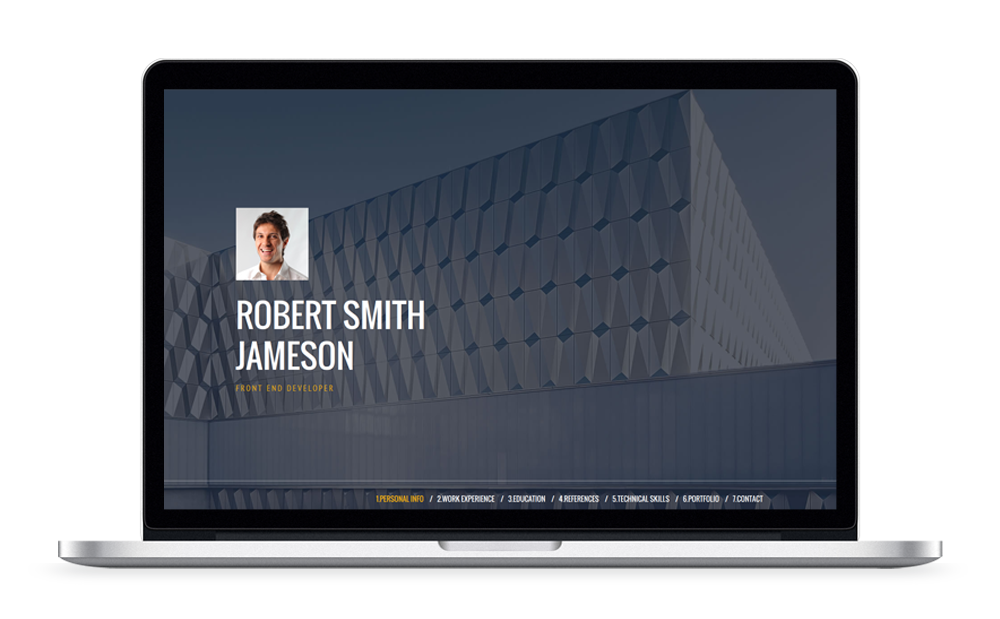 ROBERT SMITH
JAMESON
FRONT END DEVELOPER
1.PERSONAL INFO / 2.WORK EXPERIENCE / 3.EDUCATION / 4.REFERENCES / 5.TECHNICAL SKILLS / 6.PORTFOLIO / 7.CONTACT